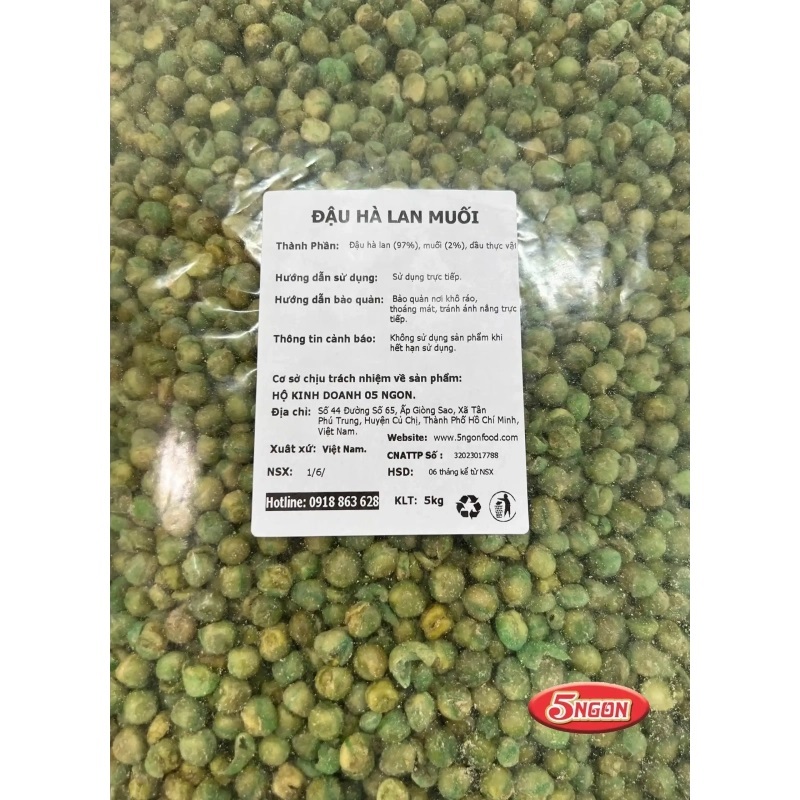 ĐẬU HÀ LAN MUỐI
Thành Phần: Đậu hà lan (97%), muối (2%), dầu thực vật
Hướng dẫn sử dụng: Sử dụng trực tiếp.
Hướng dẫn bảo quản: Bảo quản nơi khô ráo,
thoáng mát, tránh ánh nắng trực
tiếp.
Thông tin cảnh báo: Không sử dụng sản phẩm khi
hết hạn sử dụng.
Cơ sở chịu trách nhiệm về sản phẩm:
HỘ KINH DOANH 05 NGON.
Địa chỉ: Số 44 Đường Số 65, Ấp Giòng Sao, Xã Tân
Phú Trung, Huyện Củ Chị, Thành Phố Hồ Chí Minh,
Việt Nam.
Website: www.5ngonfood.com
Xuất xứ: Việt Nam.
CNATTP Số : 32023017788
NSX: 1/6/
HSD: 06 tháng kể từ NSX
Hotline: 0918 863 628
KLT: 5kg
5NGON